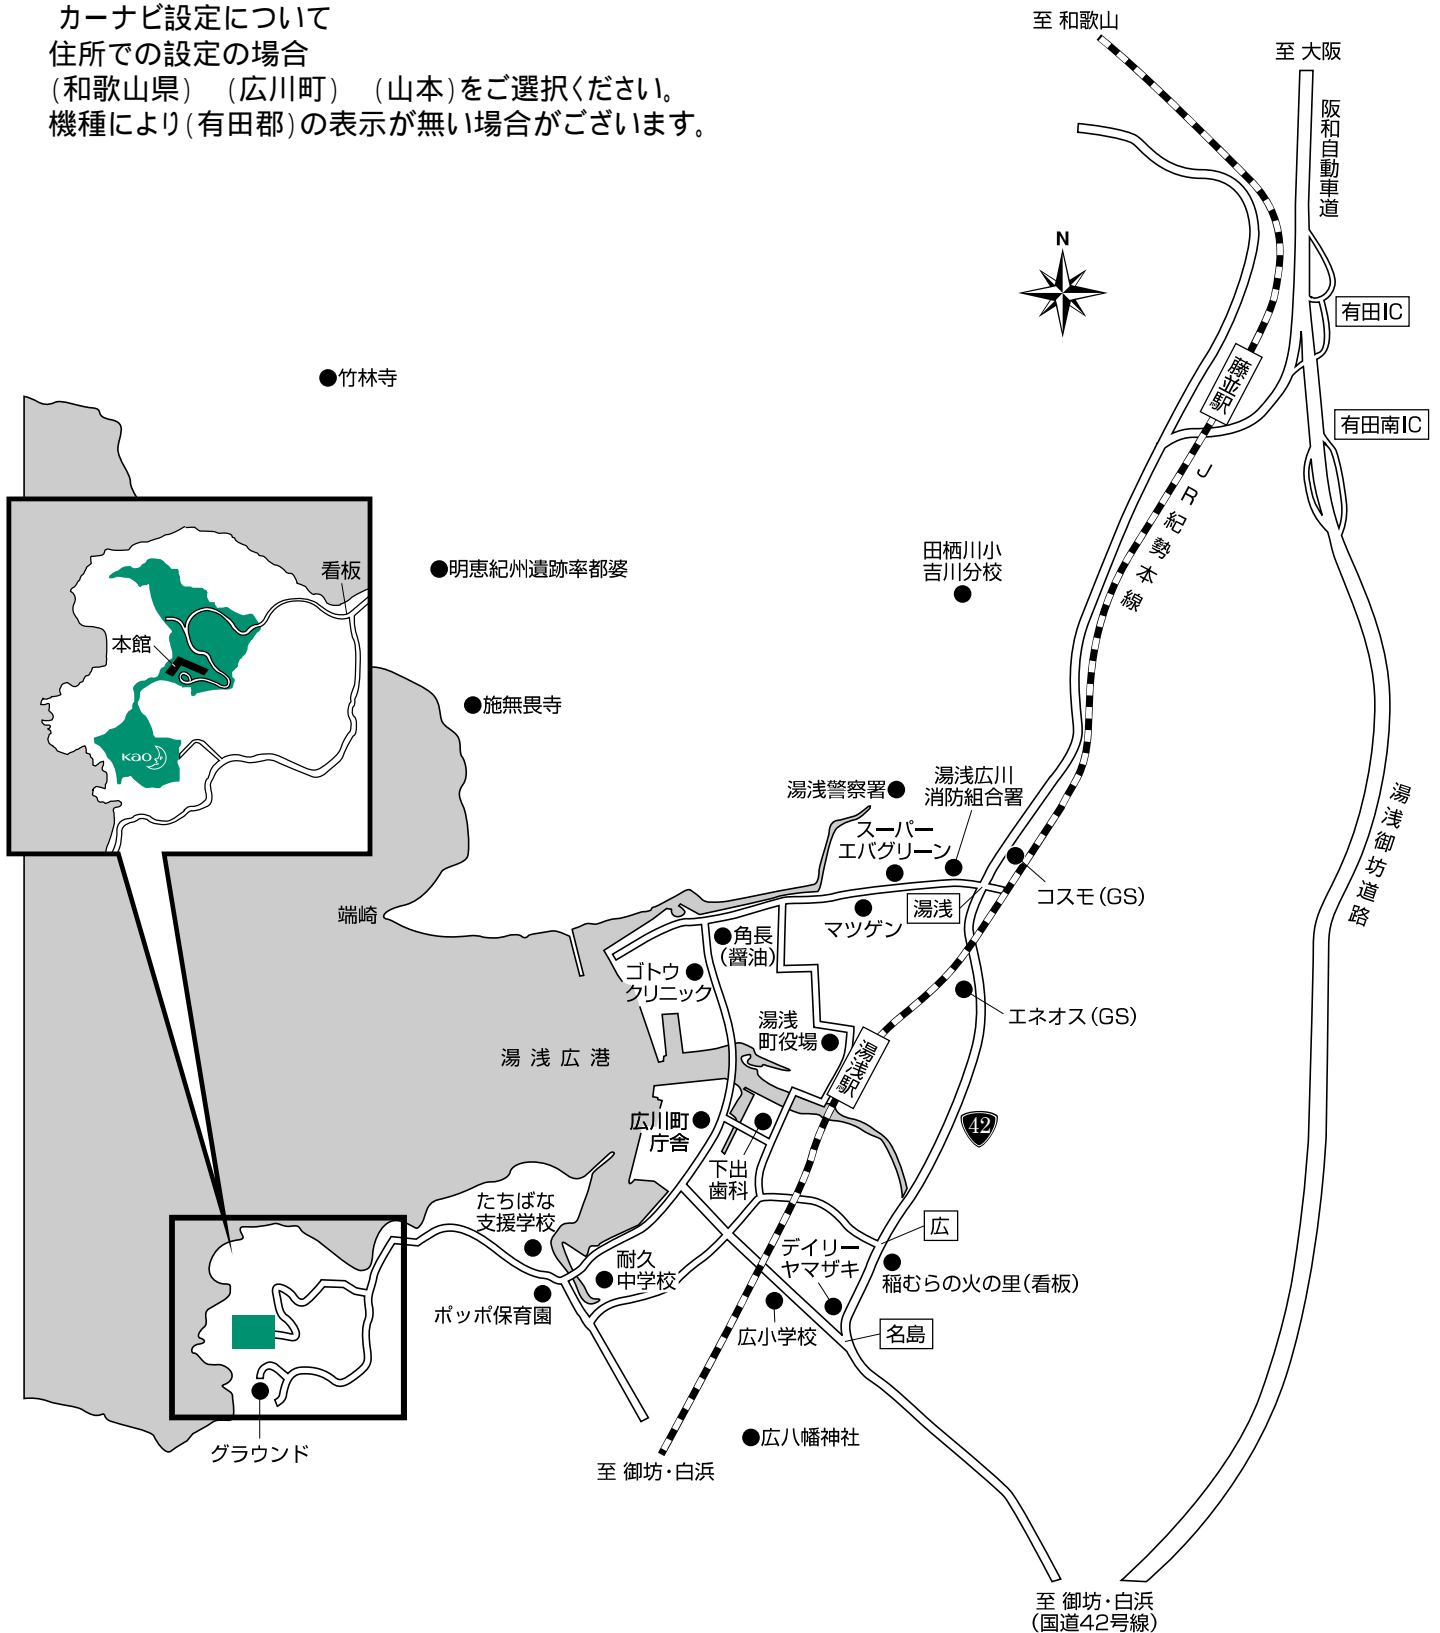 カーナビ設定について
住所での設定の場合
(和歌山県) (広川町) (山本)をご選択ください。
機種により(有田郡)の表示が無い場合がございます。
至 和歌山
至 大阪
阪和自動車道
N
有田IC
藤並駅
竹林寺
有田南IC
JR紀勢本線
田栖川小
吉川分校
看板
明恵紀州遺跡率都婆
本館
施無畏寺
Kao
湯浅御坊道路
湯浅警察署
湯浅広川
消防組合署
スーパー
エバグリーン
コスモ(GS)
湯浅
マツゲン
端崎
角長
(醤油)
ゴトウ
クリニック
エネオス(GS)
湯浅
町役場
湯浅広港
湯浅駅
42
広川町
庁舎
下出
歯科
たちばな
支援学校
広
デイリー
ヤマザキ
耐久
中学校
稲むらの火の里(看板)
ポッポ保育園
広小学校
名島
グラウンド
広八幡神社
至 御坊・白浜
至 御坊・白浜
(国道42号線)